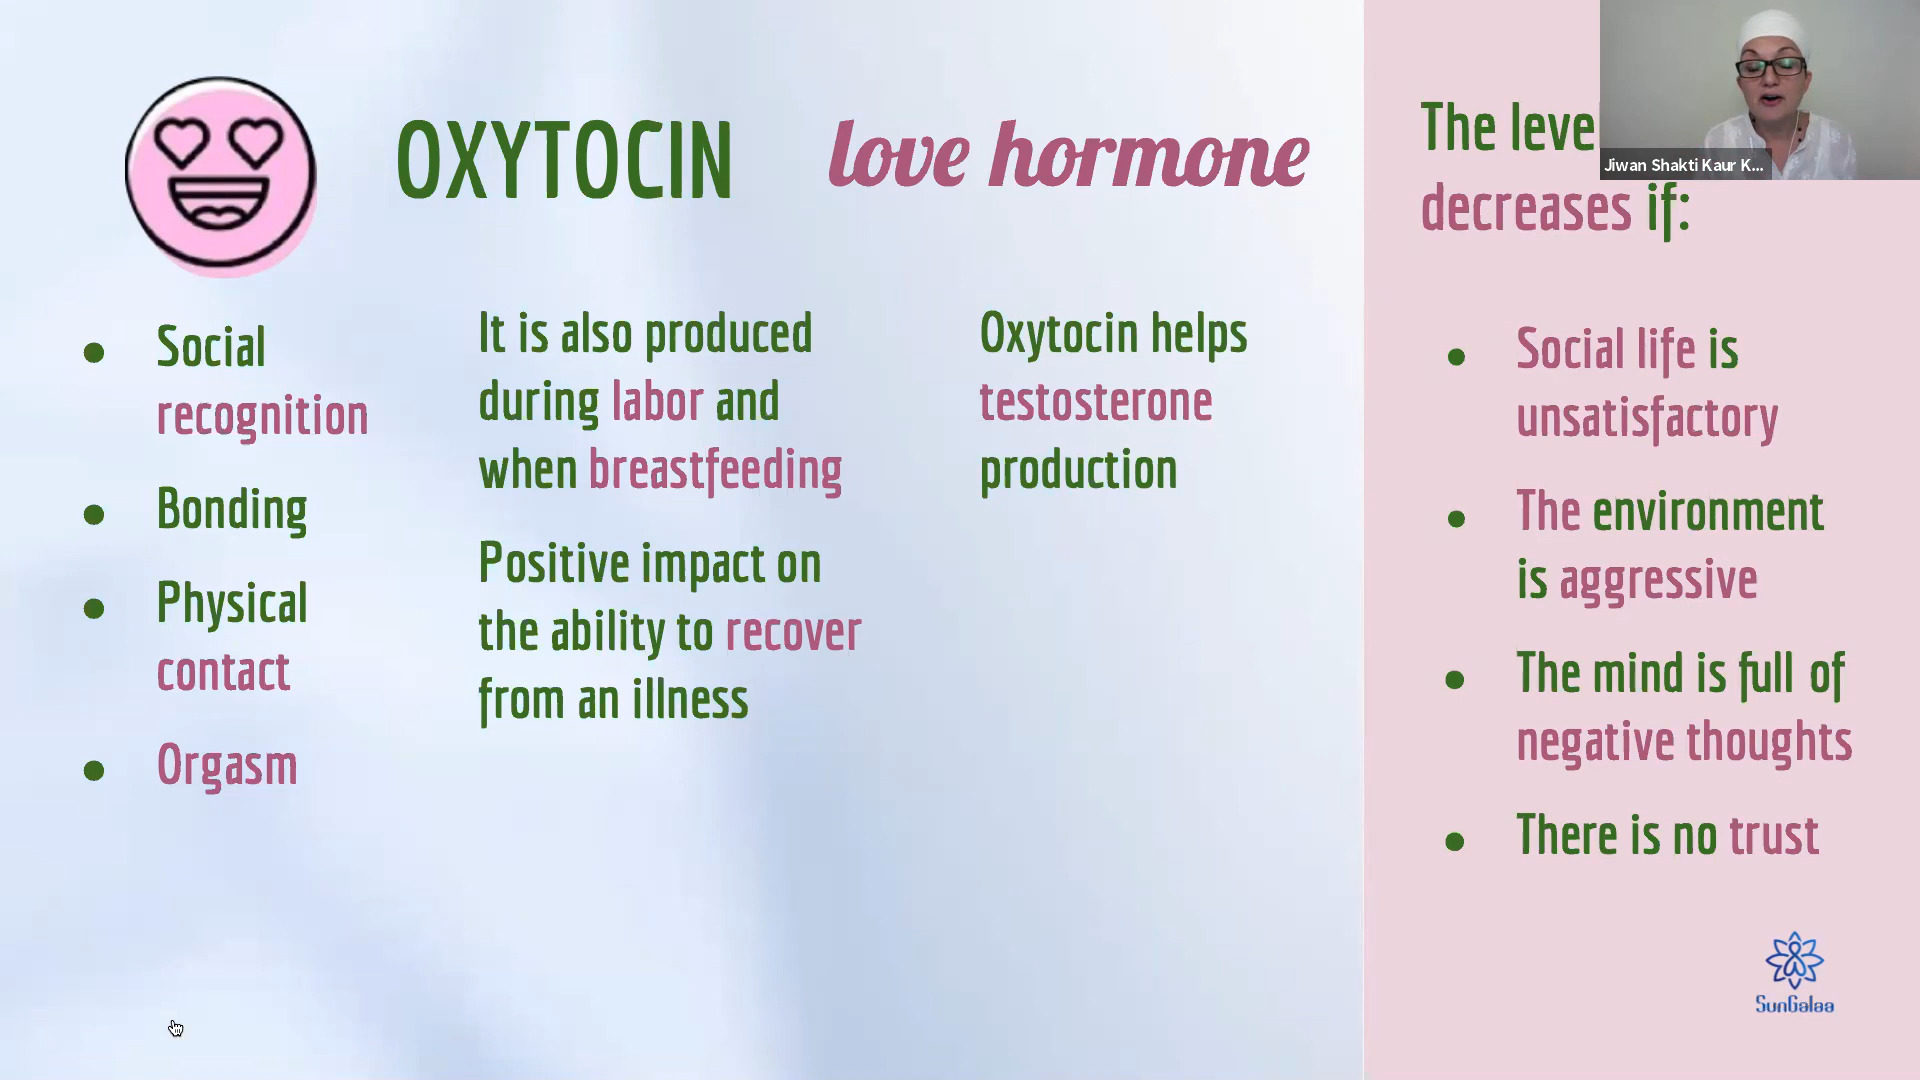 OXYTOCIN love hormone
Social
recognition
Bonding
Physical
contact
Orgasm
It is also produced
during labor and
when breastfeeding
Positive impact on
the ability to recover
from an illness
Oxytocin helps
testosterone
production
The leve
decreases if:
Social life is
unsatisfactory
The environment
is aggressive
The mind is full of
negative thoughts
There is no trust
Jiwan Shakti Kaur K...
SunGalaa